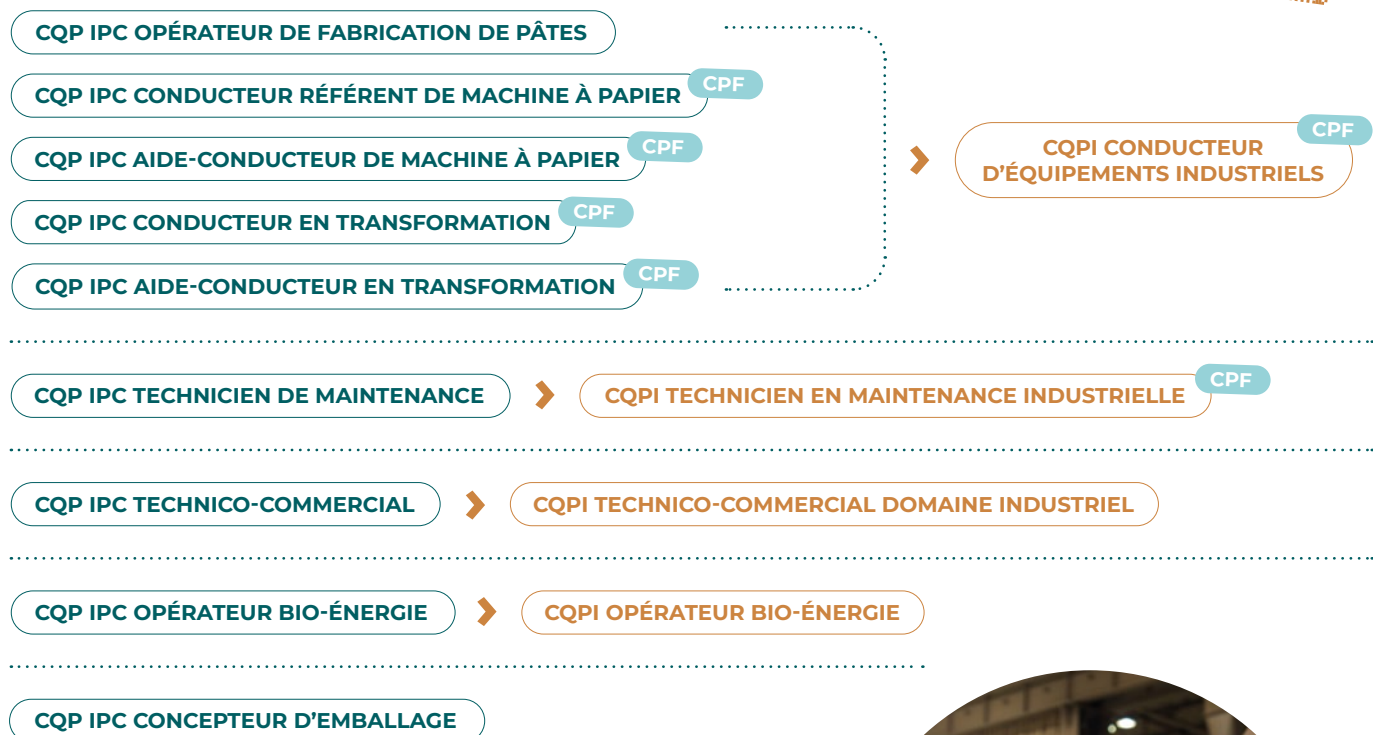 CQP IPC OPÉRATEUR DE FABRICATION DE PÂTES
CQP IPC CONDUCTEUR RÉFÉRENT DE MACHINE À PAPIER
CPF
CQP IPC AIDE-CONDUCTEUR DE MACHINE À PAPIER
CPF
CQP IPC CONDUCTEUR EN TRANSFORMATION
CPF
CQP IPC AIDE-CONDUCTEUR EN TRANSFORMATION
CPF
CQPI CONDUCTEUR
D’ÉQUIPEMENTS INDUSTRIELS
CPF
CQP IPC TECHNICIEN DE MAINTENANCE
CQPI TECHNICIEN EN MAINTENANCE INDUSTRIELLE
CPF
CQP IPC TECHNICO-COMMERCIAL
CQPI TECHNICO-COMMERCIAL DOMAINE INDUSTRIEL
CQP IPC OPÉRATEUR BIO-ÉNERGIE
CQPI OPÉRATEUR BIO-ÉNERGIE
CQP IPC CONCEPTEUR D’EMBALLAGE